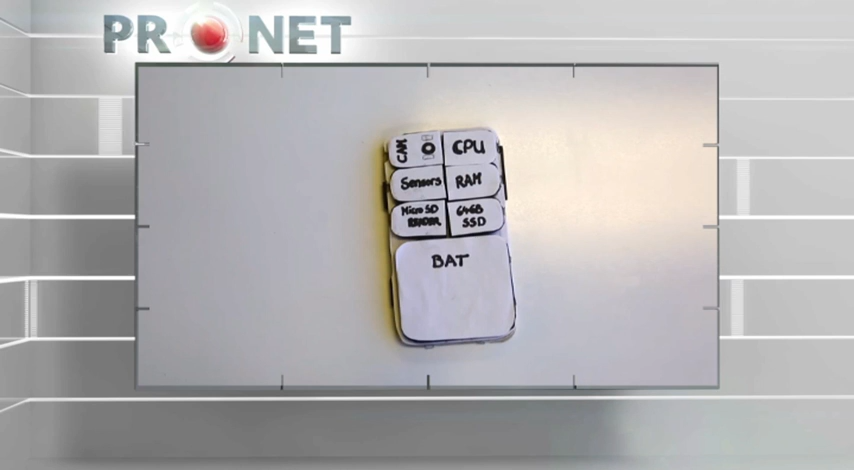 PRONET
CAM
CPU
Sensors
RAM
Micro SD
READER
64GB
SSD
BAT